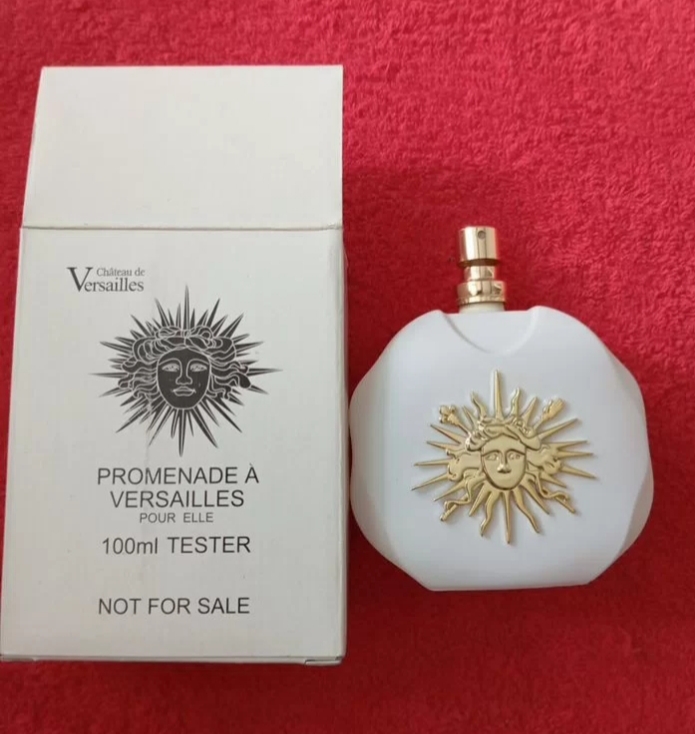 Château de
Versailles
PROMENADE À
VERSAILLES
POUR ELLE
100ml TESTER
NOT FOR SALE